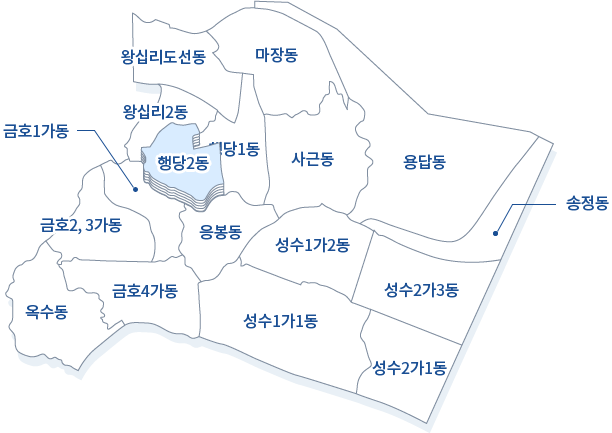 왕십리도선동
마장동
왕십리2동
금호1가동
행당1동
행당2동
사근동
용답동
송정동
금호2, 3가동
응봉동
성수1가2동
금호4가동
성수2가3동
옥수동
성수1가1동
성수2가1동